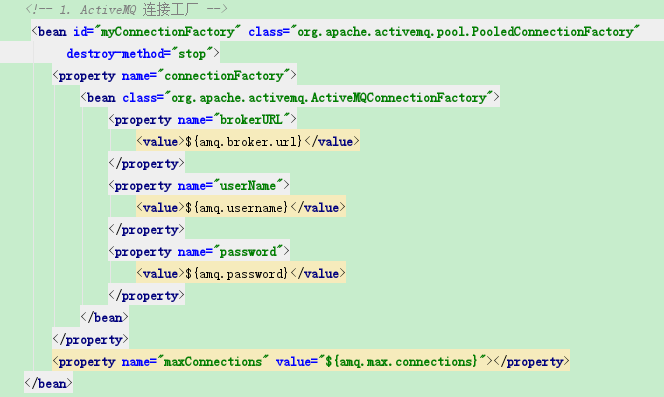 <!-- 1. ActiveMQ 连接工厂 -->
<bean id="myConnectionFactory" class="org.apache.activemq.pool.PooledConnectionFactory"
destroy-method="stop">
<property name="connectionFactory">
<bean class="org.apache.activemq.ActiveMQConnectionFactory">
<property name="brokerURL">
<value>${amq.broker.url}</value>
</property>
<property name="userName">
<value>${amq.username}</value>
</property>
<property name="password">
<value>${amq.password}</value>
</property>
</bean>
</property>
<property name="maxConnections" value="${amq.max.connections}"></property>
</bean>